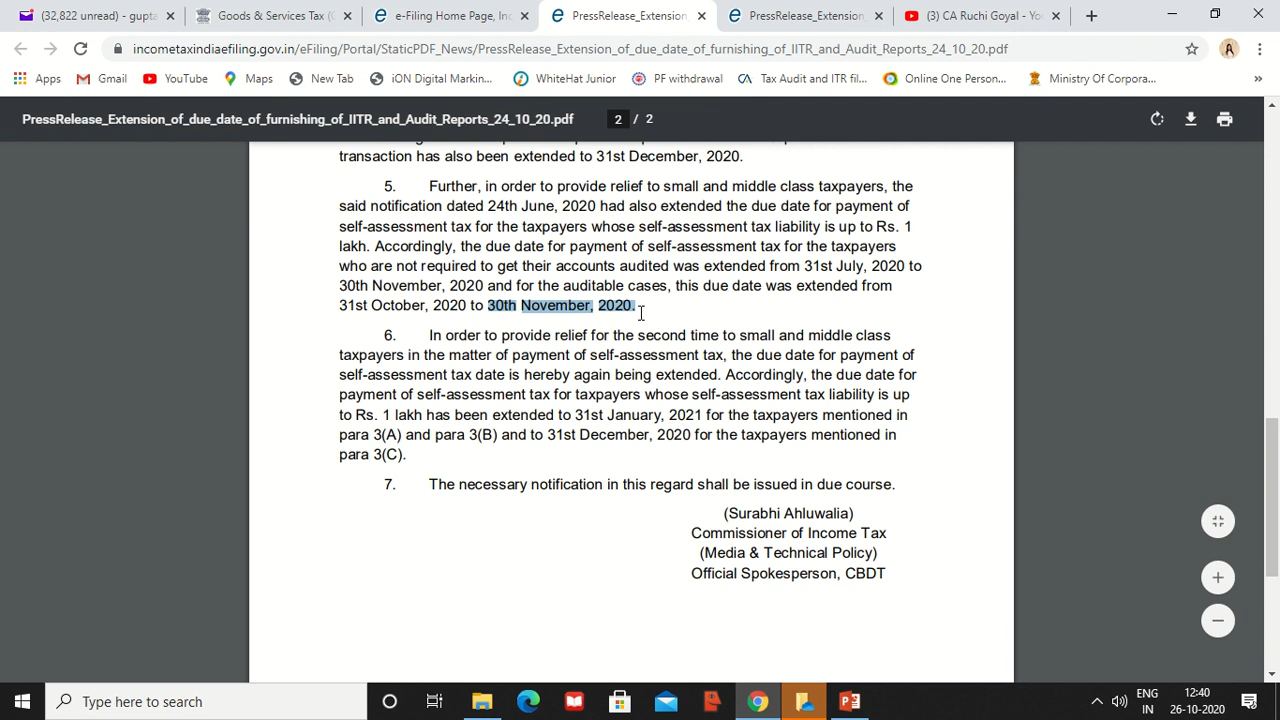 (32,822 unread) - gupta
Goods & Services Tax (
e-Filing Home Page, Inc
PressRelease_Extension_
PressRelease_Extension_
(3) CA Ruchi Goyal - Yo
incometaxindiaefiling.gov.in/eFiling/Portal/StaticPDF_News/PressRelease_Extension_of_due_date_of_furnishing_of_IITR_and_Audit_Reports_24_10_20.pdf
Apps
Gmail
YouTube
Maps
New Tab
iON Digital Markin...
WhiteHat Junior
PF withdrawal
Tax Audit and ITR fil...
Online One Person...
Ministry Of Corpora...
PressRelease_Extension_of_due_date_of_furnishing_of_IITR_and_Audit_Reports_24_10_20.pdf
2 / 2
transaction has also been extended to 31st December, 2020.
5. Further, in order to provide relief to small and middle class taxpayers, the
said notification dated 24th June, 2020 had also extended the due date for payment of
self-assessment tax for the taxpayers whose self-assessment tax liability is up to Rs. 1
lakh. Accordingly, the due date for payment of self-assessment tax for the taxpayers
who are not required to get their accounts audited was extended from 31st July, 2020 to
30th November, 2020 and for the auditable cases, this due date was extended from
31st October, 2020 to 30th November, 2020.
6. In order to provide relief for the second time to small and middle class
taxpayers in the matter of payment of self-assessment tax, the due date for payment of
self-assessment tax date is hereby again being extended. Accordingly, the due date for
payment of self-assessment tax for taxpayers whose self-assessment tax liability is up
to Rs. 1 lakh has been extended to 31st January, 2021 for the taxpayers mentioned in
para 3(A) and para 3(B) and to 31st December, 2020 for the taxpayers mentioned in
para 3(C).
7. The necessary notification in this regard shall be issued in due course.
(Surabhi Ahluwalia)
Commissioner of Income Tax
(Media & Technical Policy)
Official Spokesperson, CBDT
Type here to search
ENG
IN
12:40
26-10-2020